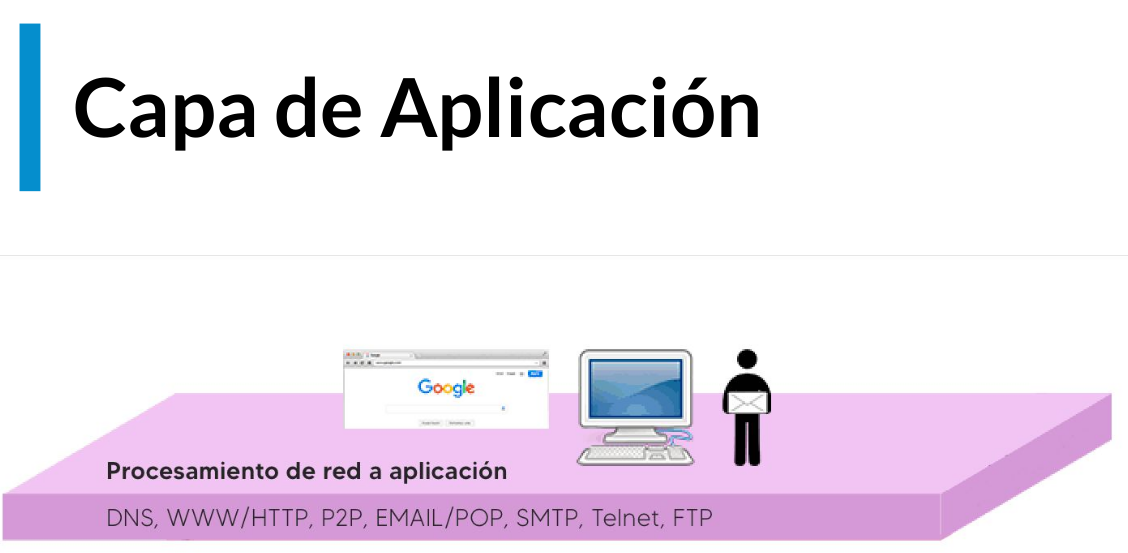 Capa de Aplicación
Google
Procesamiento de red a aplicación
DNS, WWW/HTTP, P2P, EMAIL/POP, SMTP, Telnet, FTP